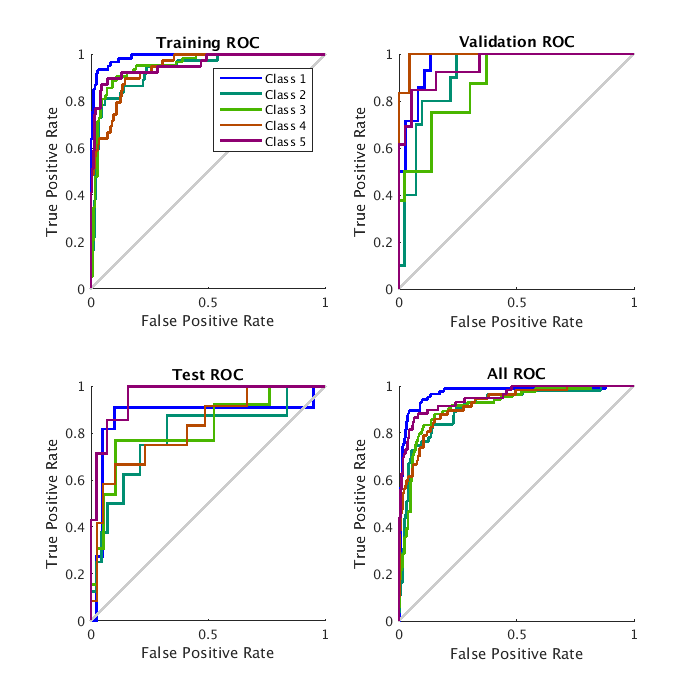 Training ROC
1
0.8
0.6
0.4
0.2
0
True Positive Rate
0
0.5
1
False Positive Rate
Class 1
Class 2
Class 3
Class 4
Class 5
Validation ROC
1
0.8
0.6
0.4
0.2
0
True Positive Rate
0
0.5
1
False Positive Rate
Test ROC
1
0.8
0.6
0.4
0.2
0
True Positive Rate
0
0.5
1
False Positive Rate
All ROC
1
0.8
0.6
0.4
0.2
0
True Positive Rate
0
0.5
1
False Positive Rate